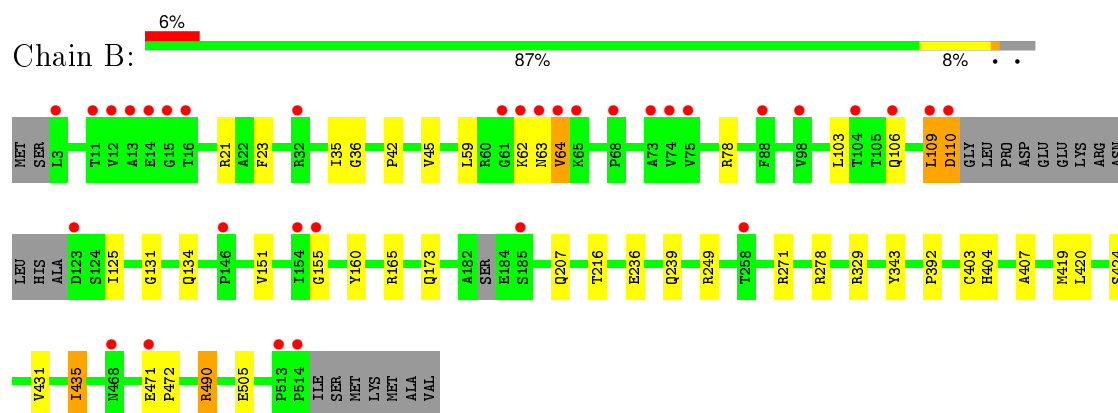 6%
Chain B:
87%
8%
MET SER L3 T11 V12 A13 E14 G15 T16 R21 A22 F23 R32 I35 G36 P42 V45 L59 R60 G61 K62 N63 V64 K65 P68 A73 V74 V75 R78 F88 V98 L103 T104 T105 Q106 L109 D110 GLY LEU PRO ASP GLU GLU LYS ARG ASN
LEU HIS ALA D123 S124 I125 G131 Q134 P146 V151 I154 G155 Y160 R165 Q173 A182 SER E184 S185 Q207 T216 E236 Q239 R249 T258 R271 R278 R329 Y343 P392 C403 H404 A407 M419 L420 S424
V431 I435 N468 E471 P472 R490 E505 P513 P514 ILE SER MET LYS MET ALA VAL